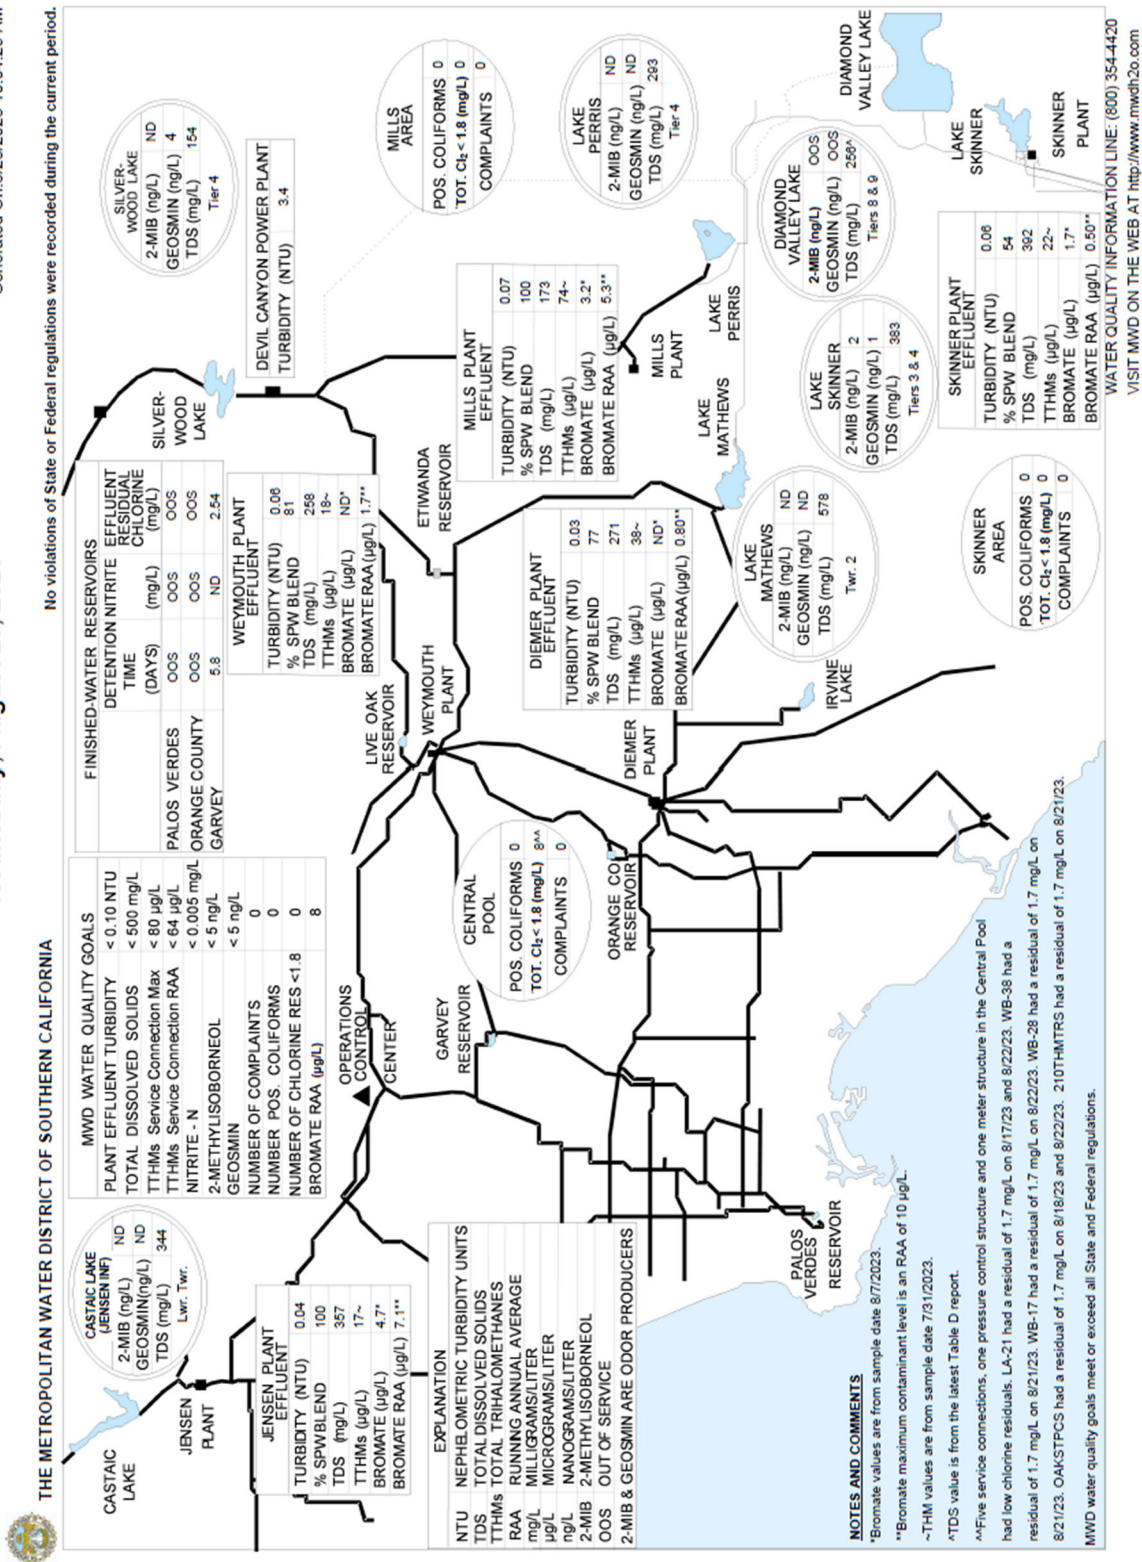 THE METROPOLITAN WATER DISTRICT OF SOUTHERN CALIFORNIA
No violations of State or Federal regulations were recorded during the current period.
CASTAIC LAKE
(JENSEN INF)
2-MIB (ng/L) ND
GEOSMIN(ng/L) ND
TDS (mg/L) 344
Lwr. Twr.
MWD WATER QUALITY GOALS
PLANT EFFLUENT TURBIDITY < 0.10 NTU
TOTAL DISSOLVED SOLIDS < 500 mg/L
TTHMs Service Connection Max < 80 µg/L
TTHMs Service Connection RAA < 64 µg/L
NITRITE - N < 0.005 mg/L
2-METHYLISOBORNEOL < 5 ng/L
GEOSMIN < 5 ng/L
NUMBER OF COMPLAINTS 0
NUMBER POS. COLIFORMS 0
NUMBER OF CHLORINE RES <1.8 0
BROMATE RAA (µg/L) 8
FINISHED-WATER RESERVOIRS
DETENTION TIME (DAYS) NITRITE (mg/L) EFFLUENT RESIDUAL CHLORINE (mg/L)
PALOS VERDES OOS OOS OOS
ORANGE COUNTY OOS OOS OOS
GARVEY 5.8 ND 2.54
SILVER-
WOOD LAKE
2-MIB (ng/L) ND
GEOSMIN (ng/L) 4
TDS (mg/L) 154
Tier 4
CASTAIC
LAKE
JENSEN
PLANT
SILVER-
WOOD
LAKE
DEVIL CANYON POWER PLANT
TURBIDITY (NTU) 3.4
JENSEN PLANT
EFFLUENT
TURBIDITY (NTU) 0.04
% SPW BLEND 100
TDS (mg/L) 357
TTHMs (µg/L) 17~
BROMATE (µg/L) 4.7*
BROMATE RAA (µg/L) 7.1**
OPERATIONS
CONTROL
CENTER
WEYMOUTH PLANT
EFFLUENT
TURBIDITY (NTU) 0.06
% SPW BLEND 81
TDS (mg/L) 258
TTHMs (µg/L) 18~
BROMATE (µg/L) ND*
BROMATE RAA (µg/L) 1.7**
LIVE OAK
RESERVOIR
WEYMOUTH
PLANT
ETIWANDA
RESERVOIR
MILLS
AREA
POS. COLIFORMS 0
TOT. Cl₂ < 1.8 (mg/L) 0
COMPLAINTS 0
GARVEY
RESERVOIR
CENTRAL
POOL
POS. COLIFORMS 0
TOT. Cl₂ < 1.8 (mg/L) 8^^
COMPLAINTS 0
MILLS PLANT
EFFLUENT
TURBIDITY (NTU) 0.07
% SPW BLEND 100
TDS (mg/L) 173
TTHMs (µg/L) 74~
BROMATE (µg/L) 3.2*
BROMATE RAA (µg/L) 5.3**
EXPLANATION
NTU NEPHELOMETRIC TURBIDITY UNITS
TDS TOTAL DISSOLVED SOLIDS
TTHMs TOTAL TRIHALOMETHANES
RAA RUNNING ANNUAL AVERAGE
mg/L MILLIGRAMS/LITER
µg/L MICROGRAMS/LITER
ng/L NANOGRAMS/LITER
2-MIB 2-METHYLISOBORNEOL
OOS OUT OF SERVICE
2-MIB & GEOSMIN ARE ODOR PRODUCERS
DIEMER PLANT
EFFLUENT
TURBIDITY (NTU) 0.03
% SPW BLEND 77
TDS (mg/L) 271
TTHMs (µg/L) 38~
BROMATE (µg/L) ND*
BROMATE RAA (µg/L) 0.80**
LAKE
PERRIS
2-MIB (ng/L) ND
GEOSMIN (ng/L) ND
TDS (mg/L) 293
Tier 4
ORANGE CO.
RESERVOIR
DIEMER
PLANT
MILLS
PLANT
LAKE
PERRIS
LAKE
MATHEWS
LAKE
MATHEWS
2-MIB (ng/L) ND
GEOSMIN (ng/L) ND
TDS (mg/L) 578
Twr. 2
DIAMOND
VALLEY LAKE
2-MIB (ng/L) OOS
GEOSMIN (ng/L) OOS
TDS (mg/L) 256^
Tiers 8 & 9
DIAMOND
VALLEY LAKE
PALOS
VERDES
RESERVOIR
IRVINE
LAKE
LAKE
SKINNER
2-MIB (ng/L) 2
GEOSMIN (ng/L) 1
TDS (mg/L) 383
Tiers 3 & 4
LAKE
SKINNER
SKINNER
PLANT
SKINNER
AREA
POS. COLIFORMS 0
TOT. Cl₂ < 1.8 (mg/L) 0
COMPLAINTS 0
SKINNER PLANT
EFFLUENT
TURBIDITY (NTU) 0.06
% SPW BLEND 54
TDS (mg/L) 392
TTHMs (µg/L) 22~
BROMATE (µg/L) 1.7*
BROMATE RAA (µg/L) 0.50**
NOTES AND COMMENTS
*Bromate values are from sample date 8/7/2023.
**Bromate maximum contaminant level is an RAA of 10 µg/L.
~THM values are from sample date 7/31/2023.
^TDS value is from the latest Table D report.
^^Five service connections, one pressure control structure and one meter structure in the Central Pool
had low chlorine residuals. LA-21 had a residual of 1.7 mg/L on 8/17/23 and 8/22/23. WB-38 had a
residual of 1.7 mg/L on 8/21/23. WB-17 had a residual of 1.7 mg/L on 8/22/23. WB-28 had a residual of 1.7 mg/L on
8/21/23. OAKSTPCS had a residual of 1.7 mg/L on 8/18/23 and 8/22/23. 210THMTRS had a residual of 1.7 mg/L on 8/21/23.
MWD water quality goals meet or exceed all State and Federal regulations.
WATER QUALITY INFORMATION LINE: (800) 354-4420
VISIT MWD ON THE WEB AT http://www.mwdh2o.com